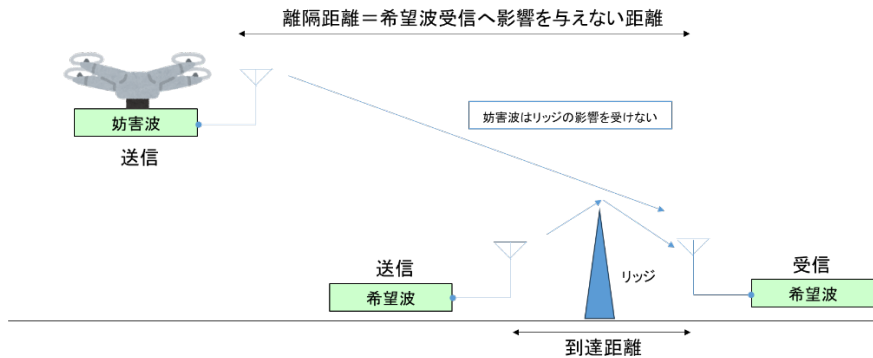 離隔距離＝希望波受信へ影響を与えない距離
妨害波はリッジの影響を受けない
妨害波
送信
送信
希望波
リッジ
受信
希望波
到達距離